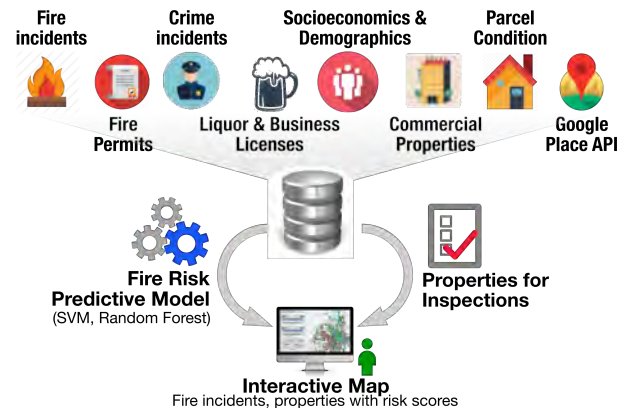 Fire
incidents
Crime
incidents
Socioeconomics &
Demographics
Parcel
Condition
Fire
Permits
Liquor & Business
Licenses
Commercial
Properties
Google
Place API
Fire Risk
Predictive Model
(SVM, Random Forest)
Properties for
Inspections
Interactive Map
Fire incidents, properties with risk scores